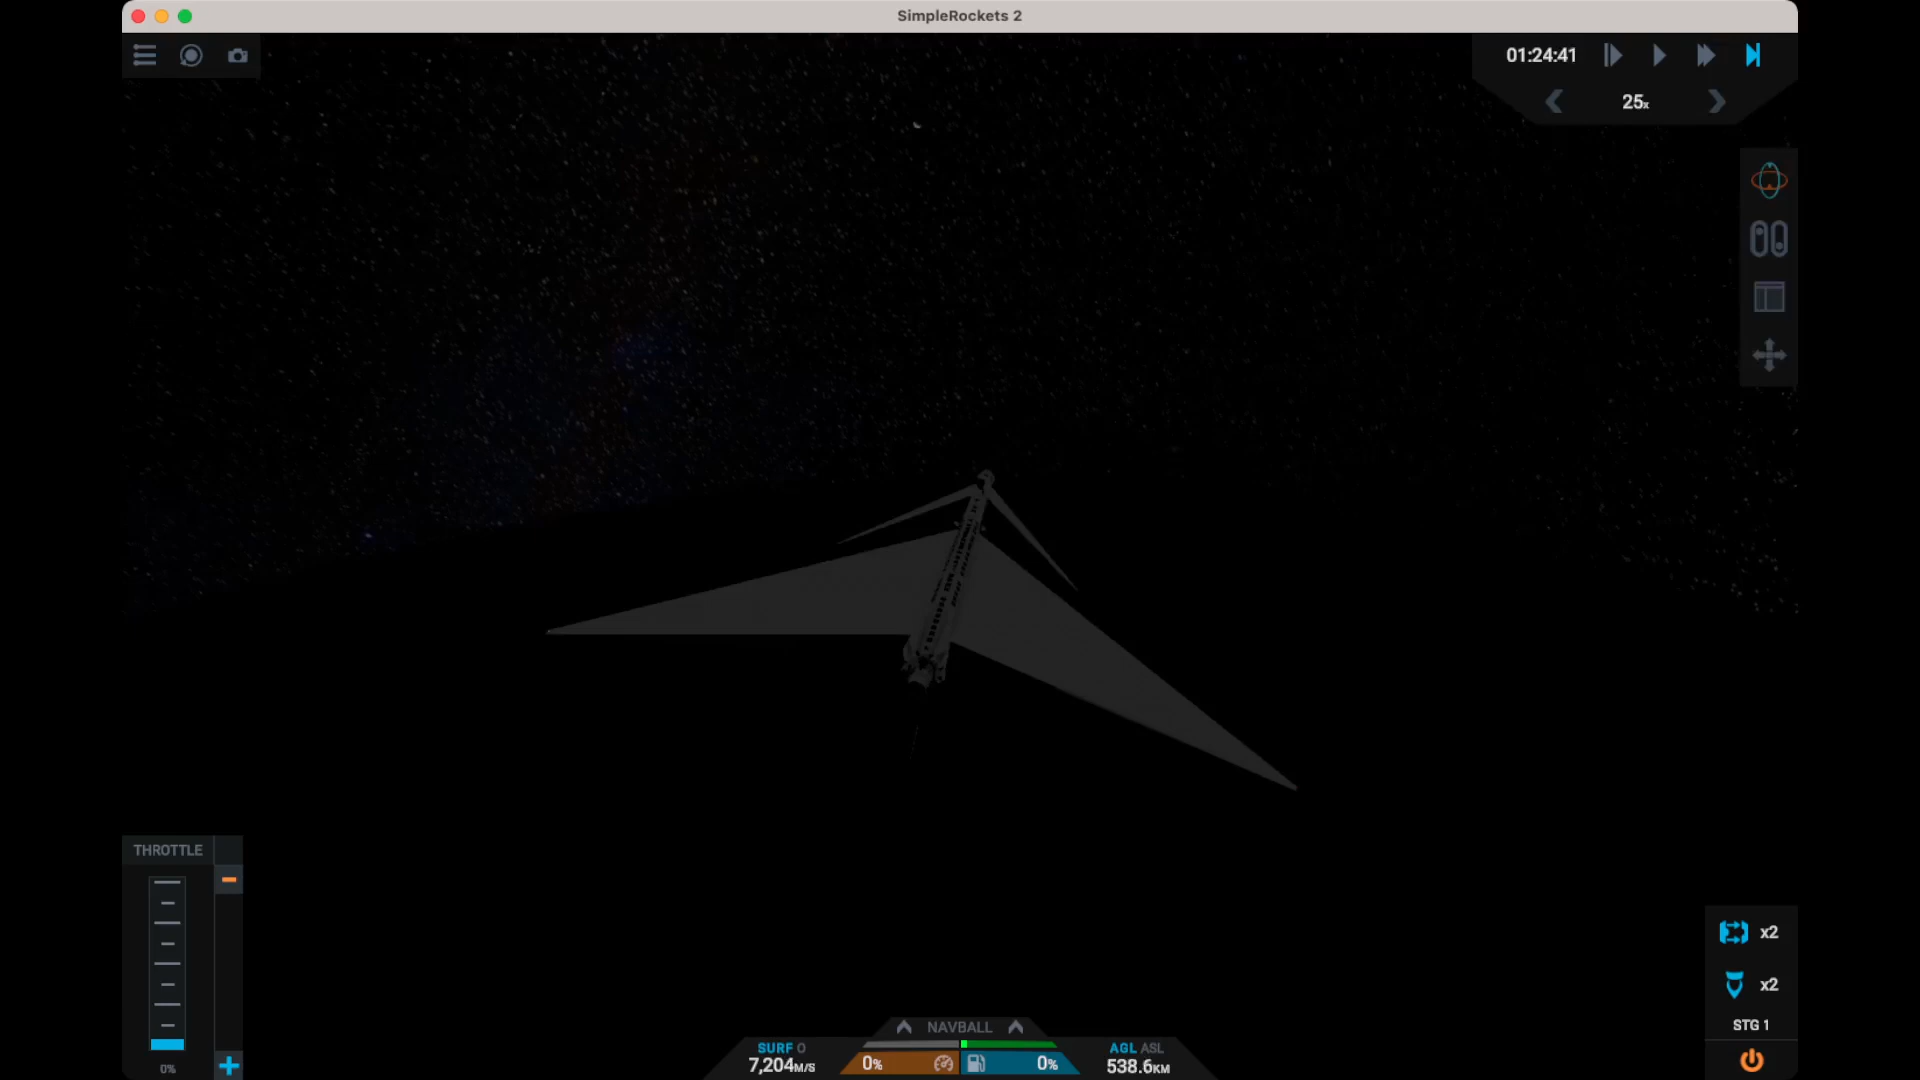 SimpleRockets 2
01:24:41
25x
THROTTLE
0%
x2
x2
STG 1
NAVBALL
SURF O
7,204M/S
0%
0%
AGL ASL
538.6KM